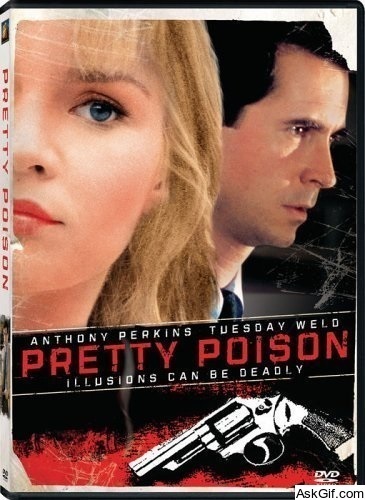 PRETTY POISON
ANTHONY PERKINS TUESDAY WELD
PRETTY POISON
ILLUSIONS CAN BE DEADLY
DVD
AskGif.com